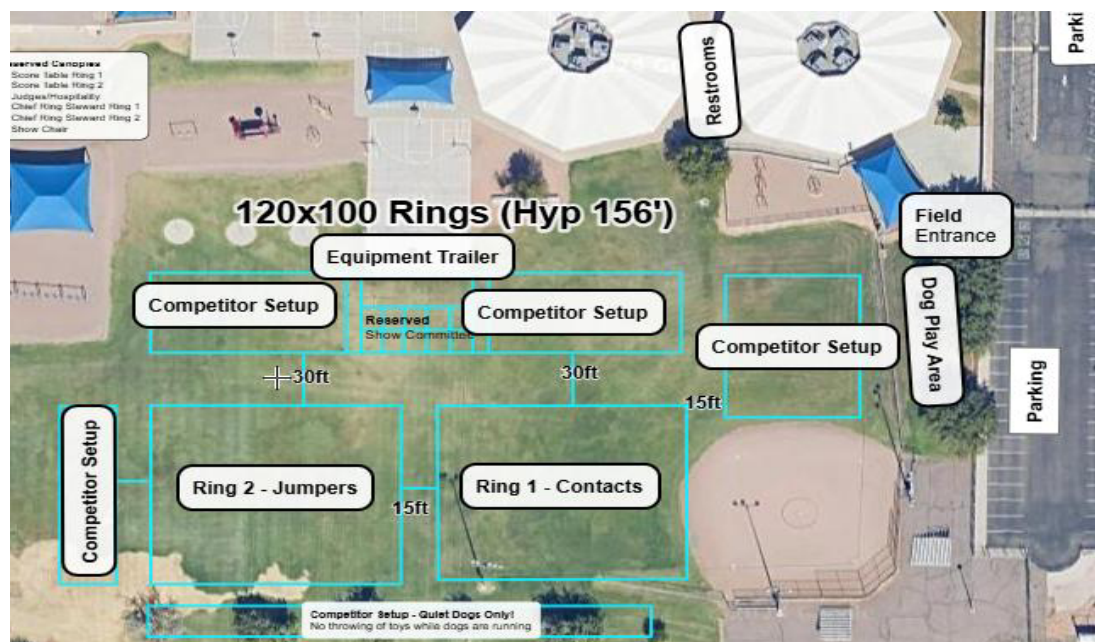 Parki
Restrooms
Score Table Ring 1
Score Table Ring 2
Judges/Hospitality
Chief Ring Steward Ring 1
Chief Ring Steward Ring 2
Show Chair
120x100 Rings (Hyp 156')
Field
Entrance
Equipment Trailer
Competitor Setup
Reserved
Show Committee
Competitor Setup
Competitor Setup
Dog Play Area
Parking
30ft
30ft
15ft
Competitor Setup
Ring 2 - Jumpers
15ft
Ring 1 - Contacts
Competitor Setup - Quiet Dogs Only!
No throwing of toys while dogs are running